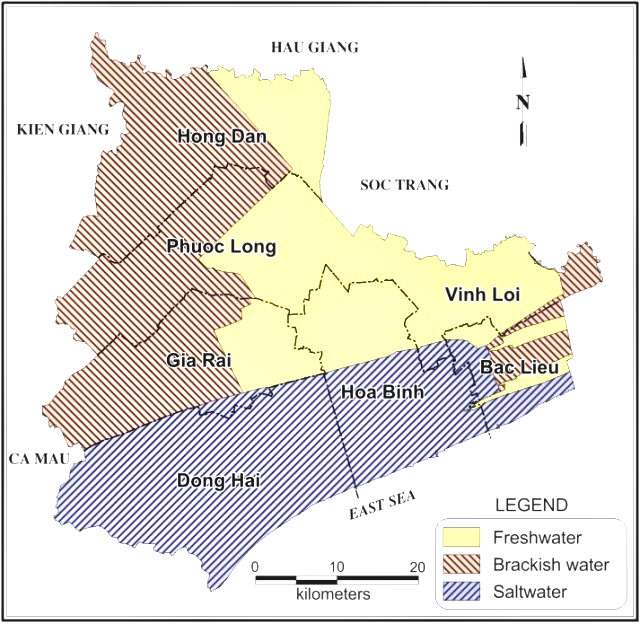 HAU GIANG
N
KIEN GIANG
Hong Dan
SOC TRANG
Phuoc Long
Vinh Loi
Gia Rai
Bac Lieu
Hoa Binh
CA MAU
Dong Hai
EAST SEA
LEGEND
Freshwater
Brackish water
Saltwater
0 10 20
kilometers